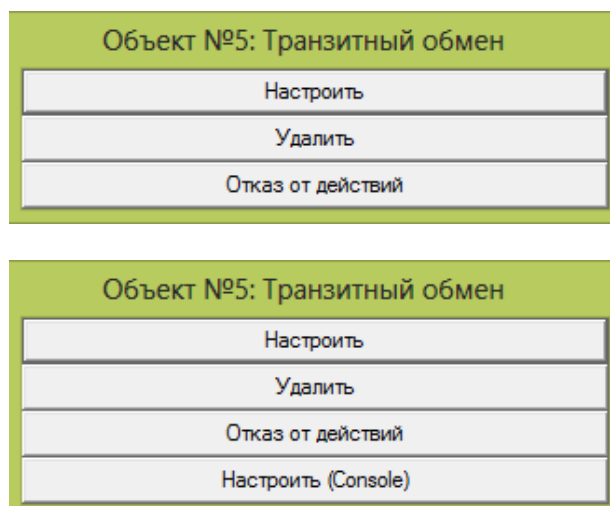 Объект №5: Транзитный обмен
Настроить
Удалить
Отказ от действий
Объект №5: Транзитный обмен
Настроить
Удалить
Отказ от действий
Настроить (Console)